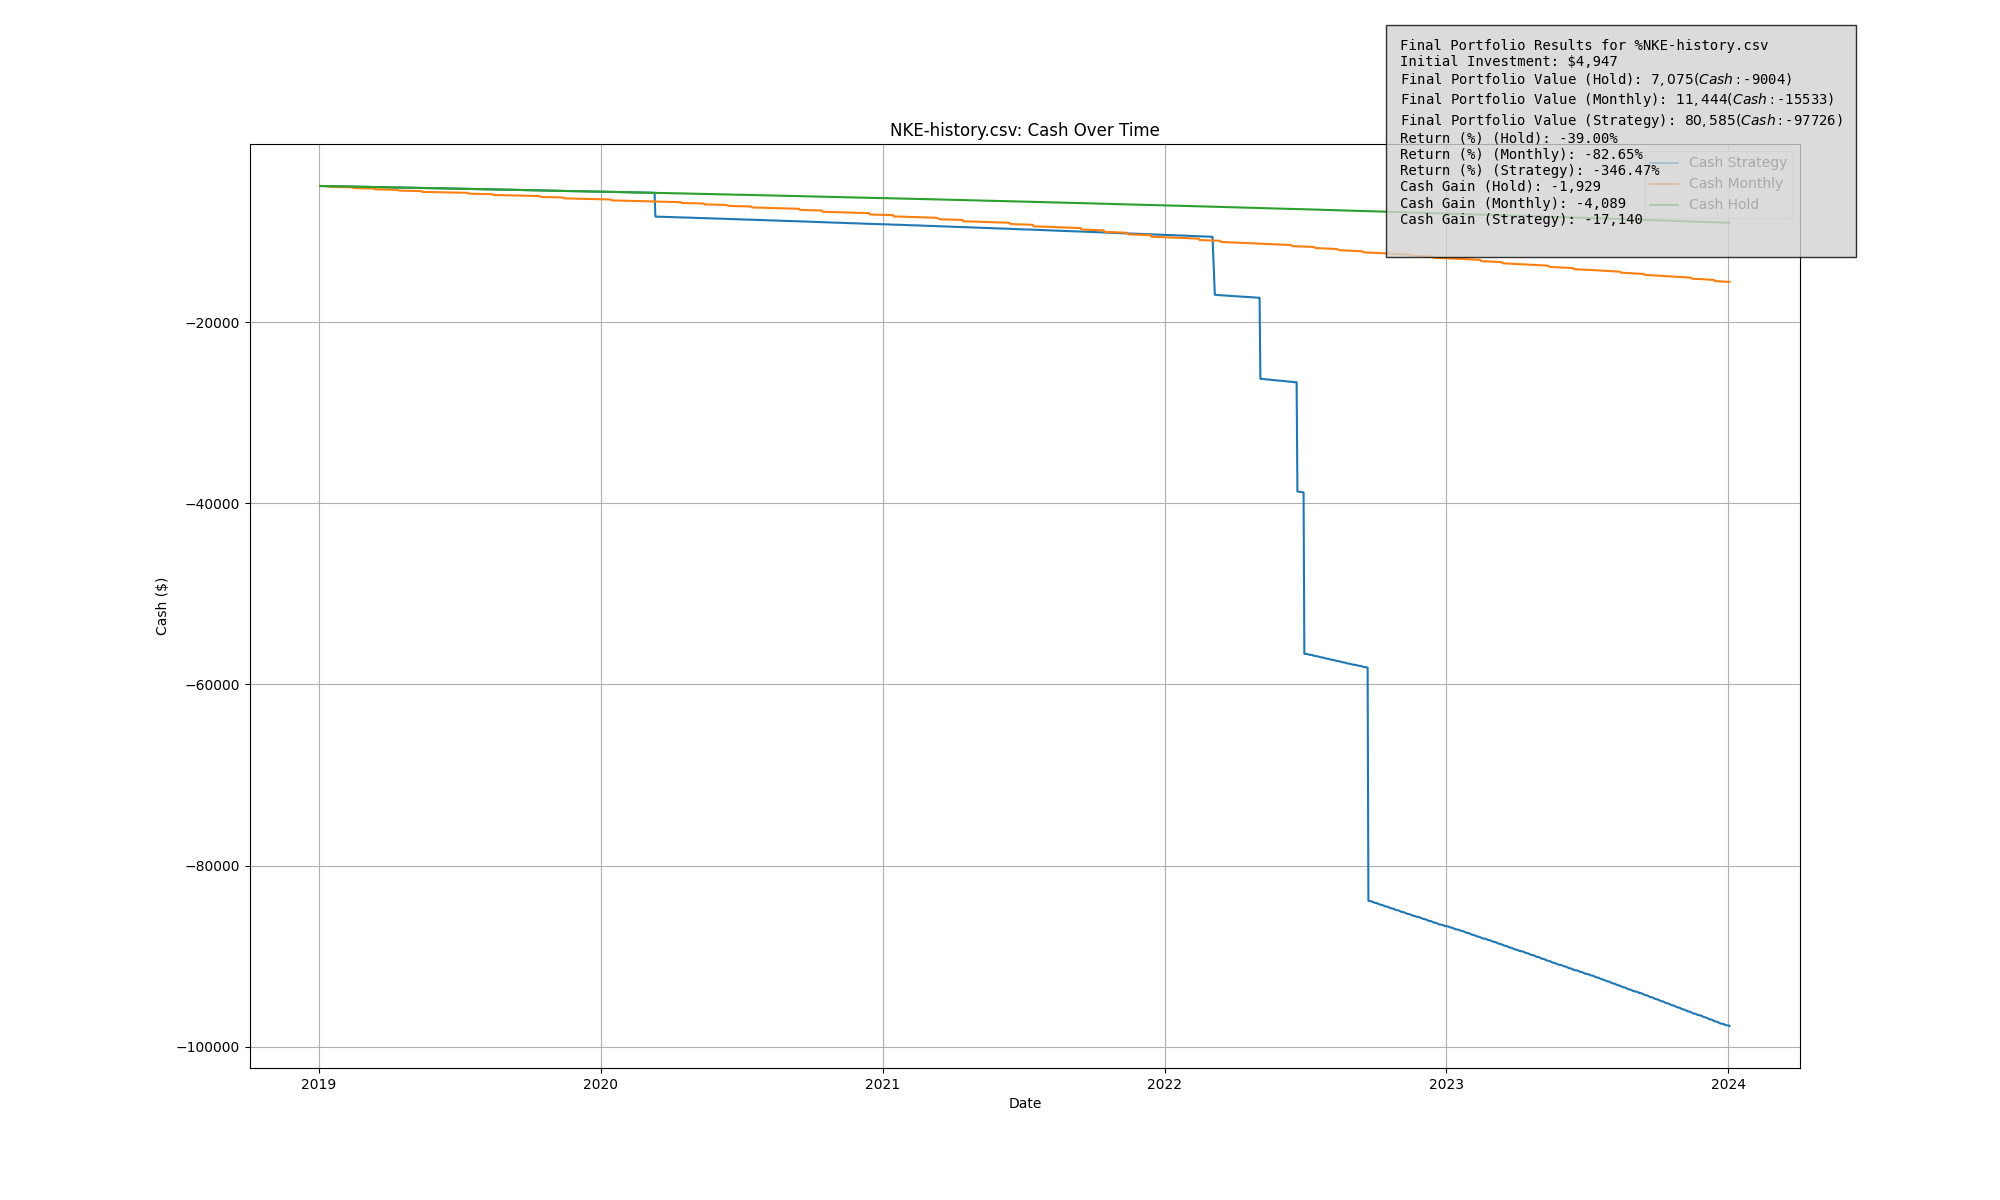 Final Portfolio Results for %NKE-history.csv
Initial Investment: $4,947
Final Portfolio Value (Hold): 7,075(Cash:-9004)
Final Portfolio Value (Monthly): 11,444(Cash:-15533)
Final Portfolio Value (Strategy): 80,585(Cash:-97726)
Return (%) (Hold): -39.00%
Return (%) (Monthly): -82.65%
Return (%) (Strategy): -346.47%
Cash Gain (Hold): -1,929
Cash Gain (Monthly): -4,089
Cash Gain (Strategy): -17,140
NKE-history.csv: Cash Over Time
Cash Strategy
Cash Monthly
Cash Hold
−20000
−40000
−60000
−80000
−100000
Cash ($)
2019 2020 2021 2022 2023 2024
Date